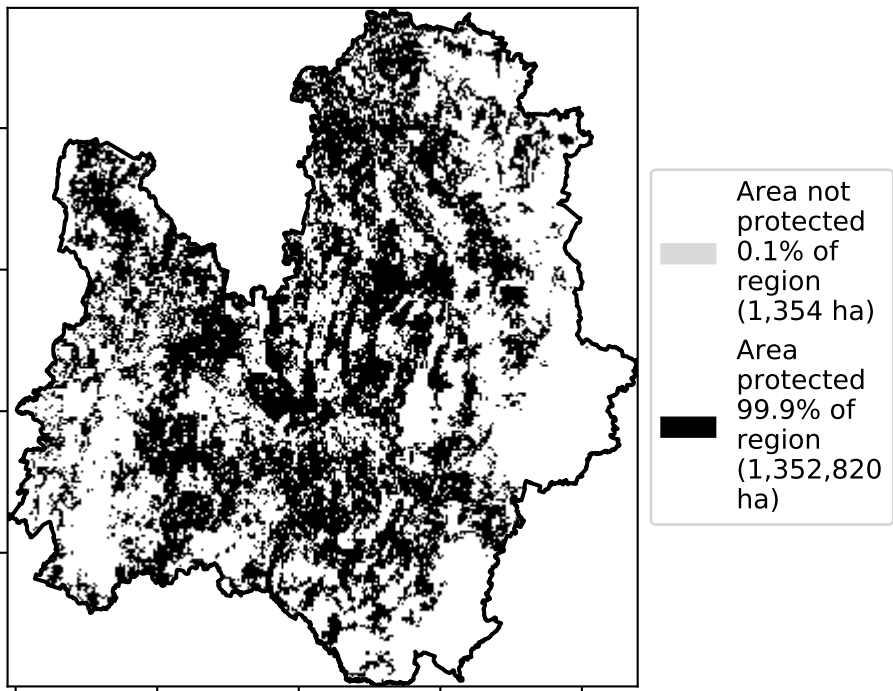 Area not
protected
0.1% of
region
(1,354 ha)
Area
protected
99.9% of
region
(1,352,820
ha)